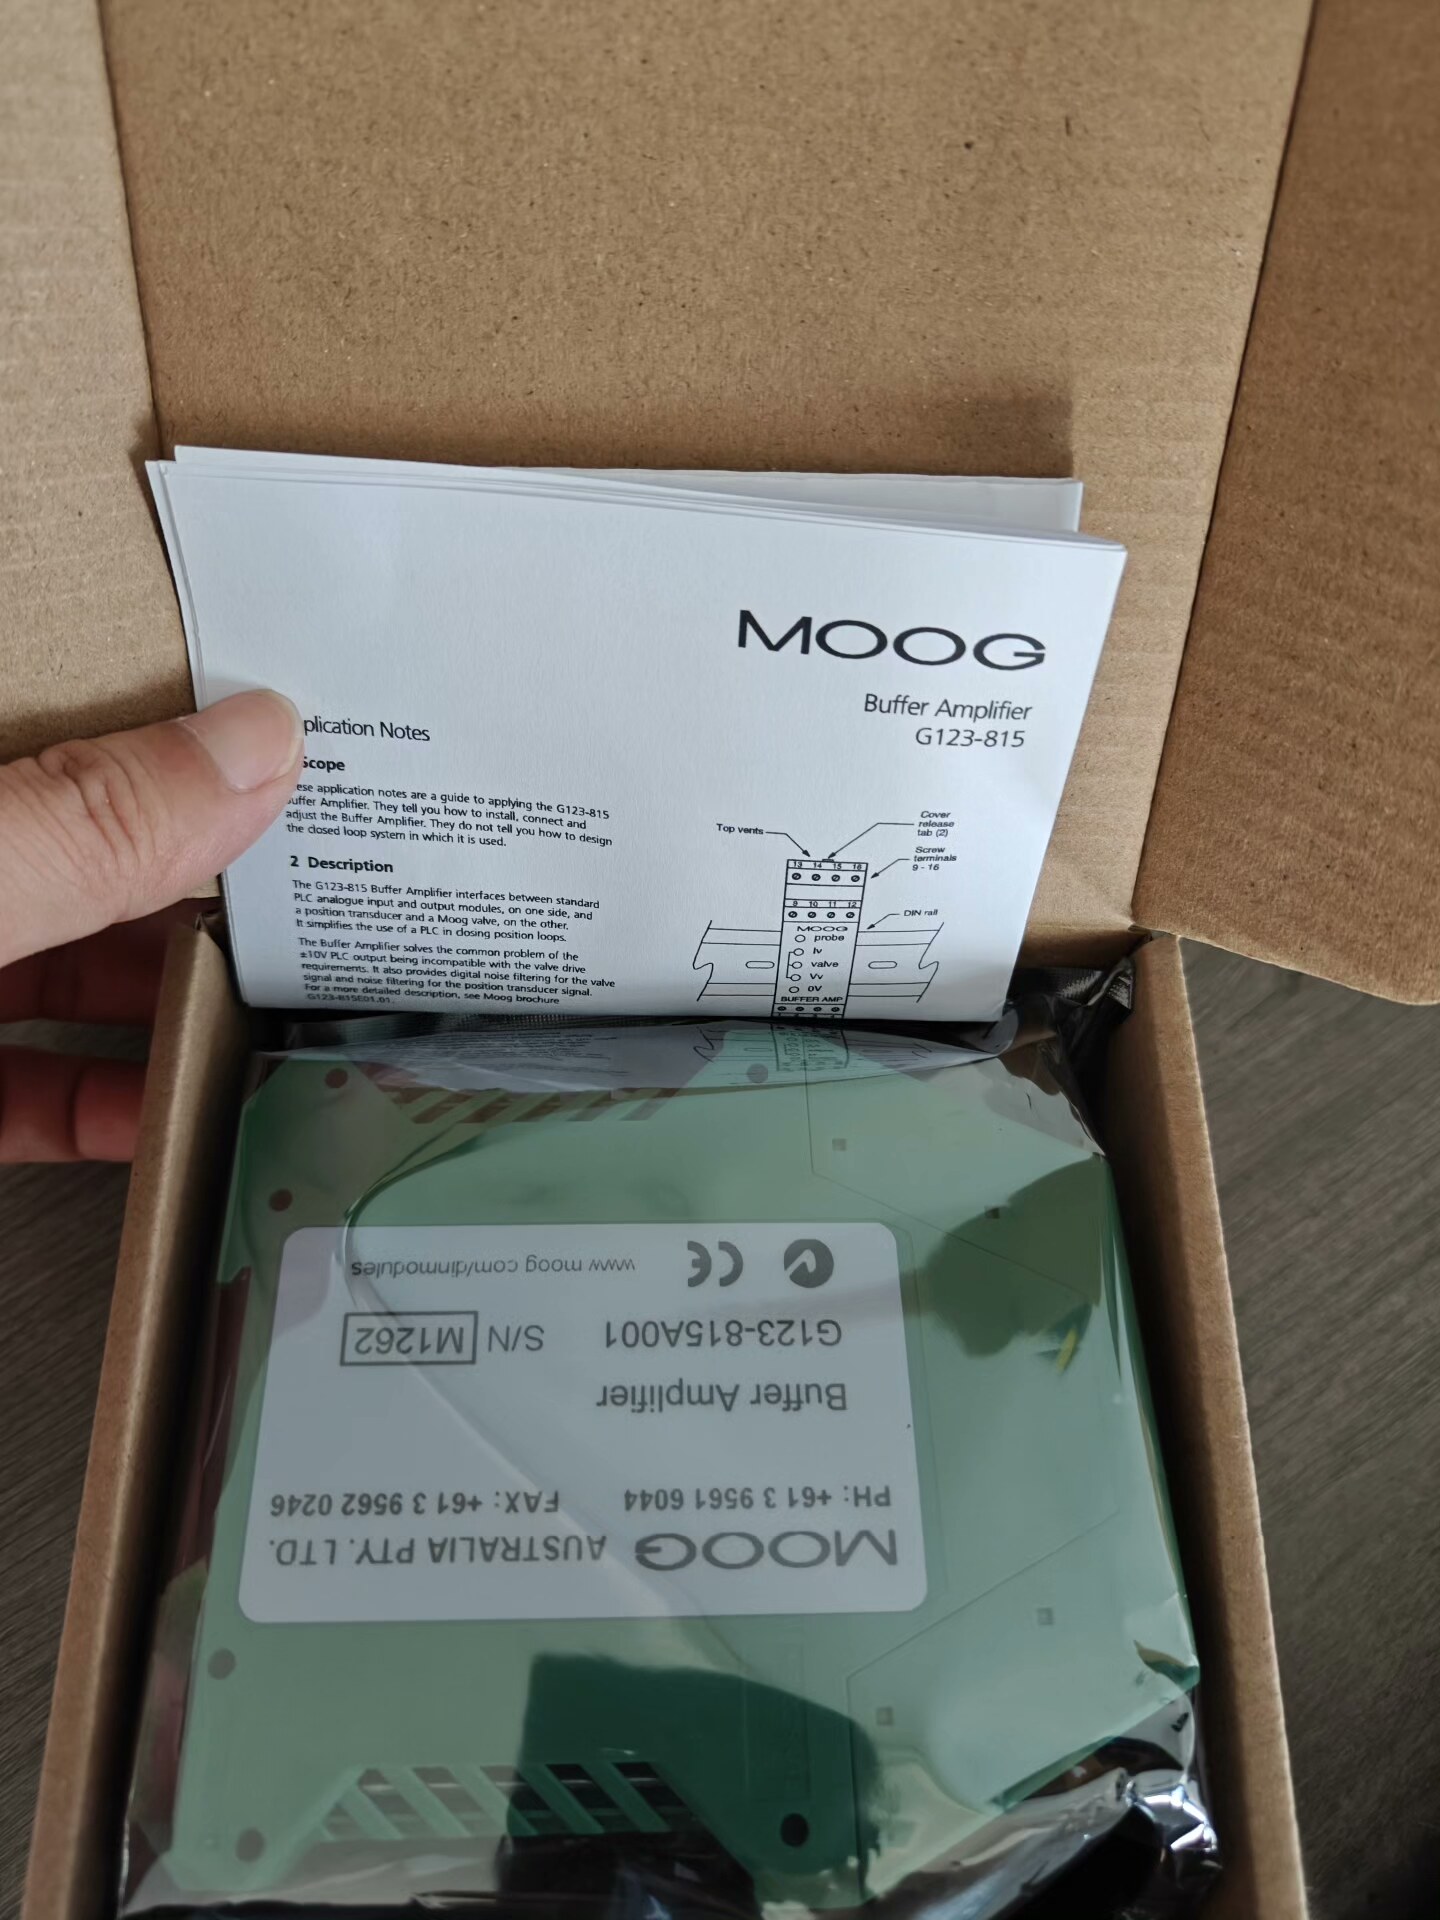 MOOG
Buffer Amplifier
G123-815
plication Notes
Scope
ese application notes are a guide to applying the G123-815
uffer Amplifier. They tell you how to install, connect and
adjust the Buffer Amplifier. They do not tell you how to design
the closed loop system in which it is used.
2 Description
The G123-815 Buffer Amplifier interfaces between standard
PLC analogue input and output modules, on one side, and
a position transducer and a Moog valve, on the other.
It simplifies the use of a PLC in closing position loops.
The Buffer Amplifier solves the common problem of the
±10V PLC output being incompatible with the valve drive
requirements. It also provides digital noise filtering for the valve
signal and noise filtering for the position transducer signal.
For a more detailed description, see Moog brochure
G123-815E01.01.
Top vents
Cover
release
tab (2)
Screw
terminals
9 - 16
DIN rail
13 14 15 16
9 10 11 12
MOOG
probe
Iv
valve
Vv
0V
BUFFER AMP
MOOG AUSTRALIA PTY. LTD.
PH: +61 3 9561 6044 FAX: +61 3 9562 0246
Buffer Amplifier
G123-815A001 S/N M1262
CE www moog com/dinmodules